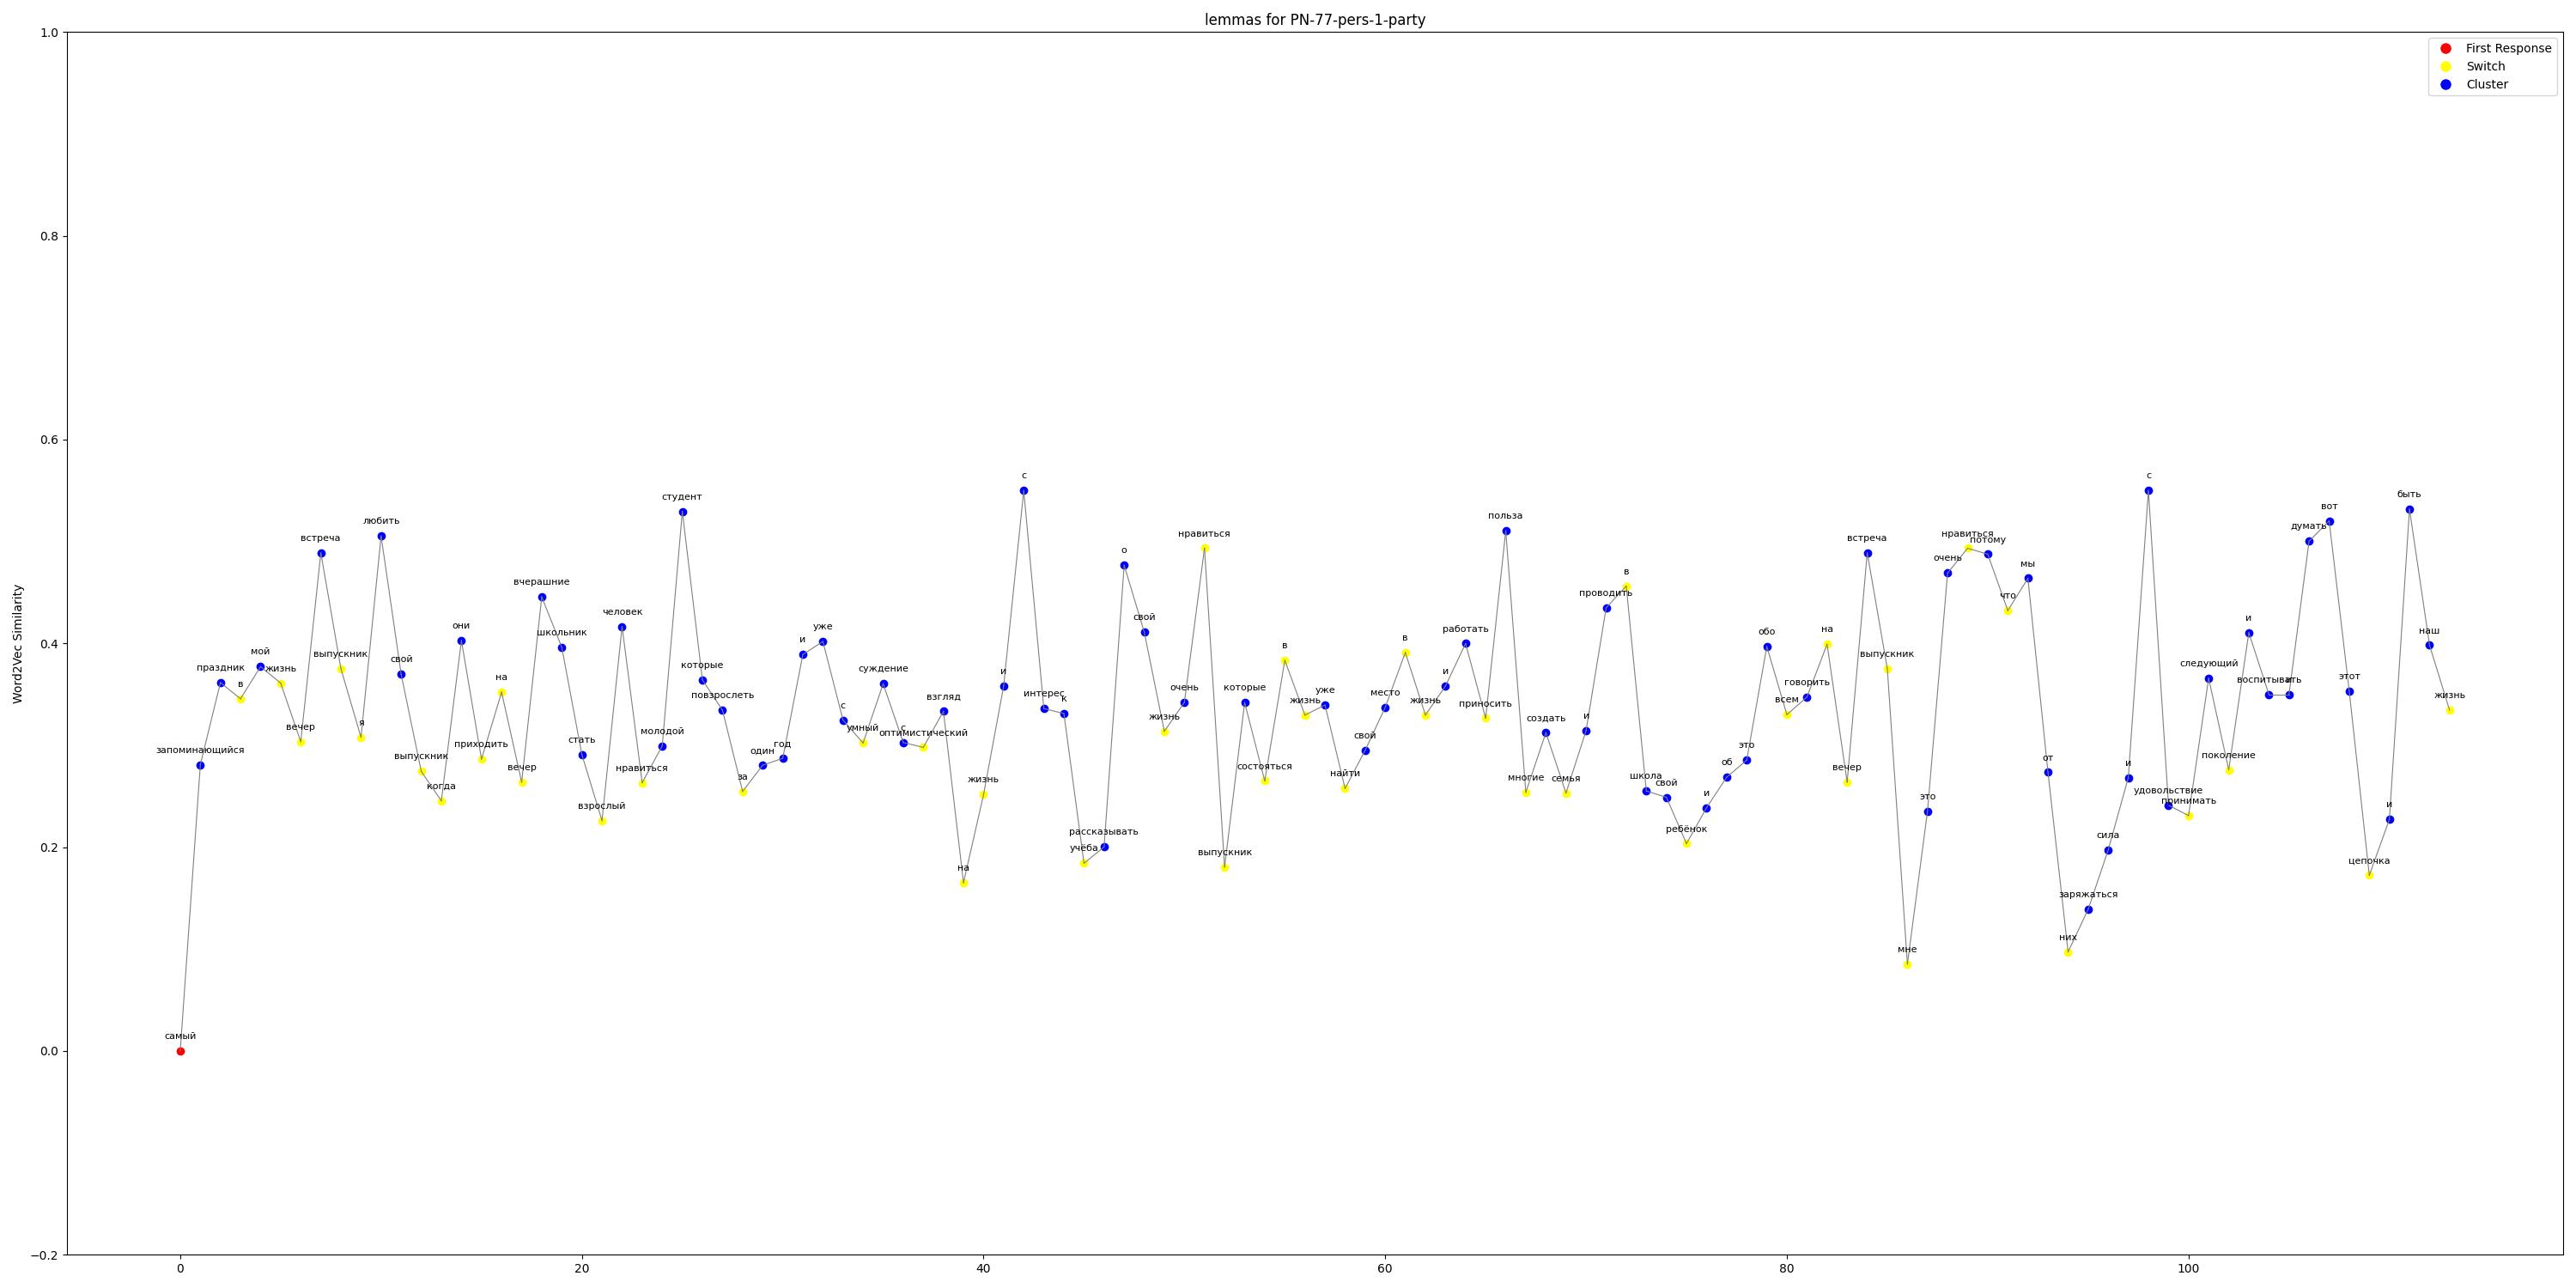 lemmas for PN-77-pers-1-party
First Response
Switch
Cluster
Word2Vec Similarity
1.0
0.8
0.6
0.4
0.2
0.0
−0.2
0
20
40
60
80
100
самый
запоминающийся
праздник
в
мой
жизнь
вечер
встреча
выпускник
я
любить
свой
выпускник
когда
они
приходить
на
вечер
вчерашние
школьник
стать
взрослый
человек
нравиться
молодой
студент
которые
повзрослеть
за
один
год
и
уже
с
умный
суждение
с
оптимистический
взгляд
на
жизнь
и
с
интерес
к
учёба
рассказывать
о
свой
жизнь
очень
нравиться
выпускник
которые
состояться
в
жизнь
уже
найти
свой
место
в
жизнь
и
работать
приносить
польза
многие
создать
семья
и
проводить
в
школа
свой
ребёнок
и
об
это
обо
всем
говорить
на
вечер
встреча
выпускник
мне
это
очень
нравиться
потому
что
мы
от
них
заряжаться
сила
и
с
удовольствие
принимать
следующий
поколение
и
воспитывать
и
думать
вот
этот
цепочка
и
быть
наш
жизнь